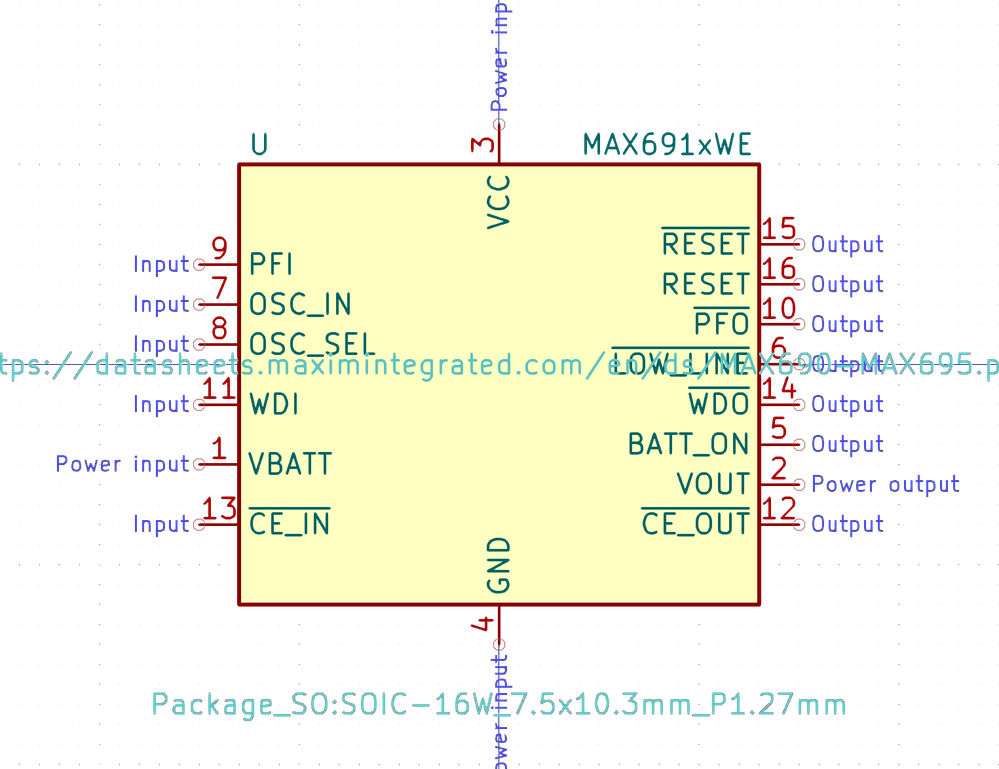 Power inp
3
U
MAX691xWE
VCC
15
RESET
Output
9
Input
PFI
16
RESET
Output
7
Input
OSC_IN
10
PFO
Output
8
Input
OSC_SEL
6
LOW_LINE
Output
ttps://datasheets.maximintegrated.com/en/ds/MAX690-MAX695.p
11
Input
WDI
14
WDO
Output
5
BATT_ON
Output
1
Power input
VBATT
2
VOUT
Power output
13
Input
CE_IN
12
CE_OUT
Output
GND
4
ower input
Package_SO:SOIC-16W_7.5x10.3mm_P1.27mm